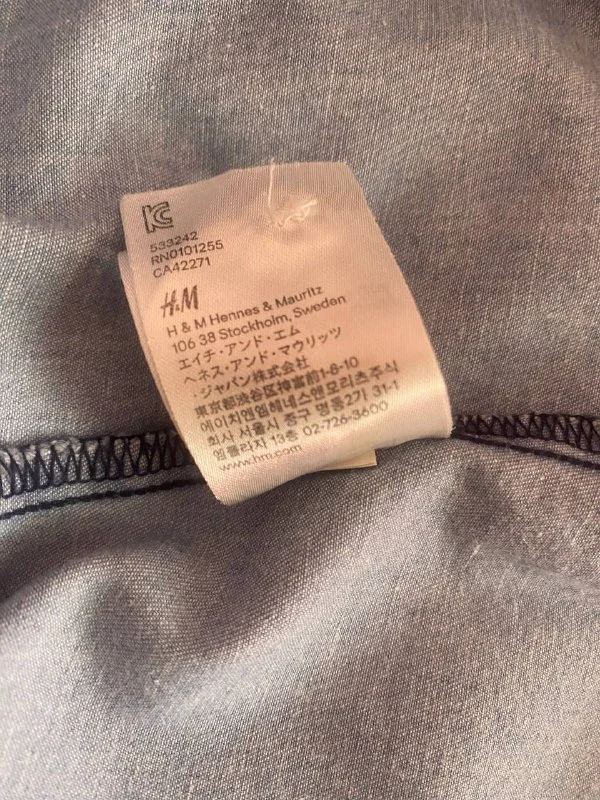 KC
533242
RN0101255
CA42271
H&M
H & M Hennes & Mauritz
106 38 Stockholm, Sweden
エイチ・アンド・エム
ヘネス・アンド・マウリッツ
・ジャパン株式会社
東京都渋谷区神宮前1-8-10
에이치앤엠헤네스앤모리츠주식
회사 서울시 중구 명동2기 31-1
엠플라지 13층 02-726-3600
www.hm.com